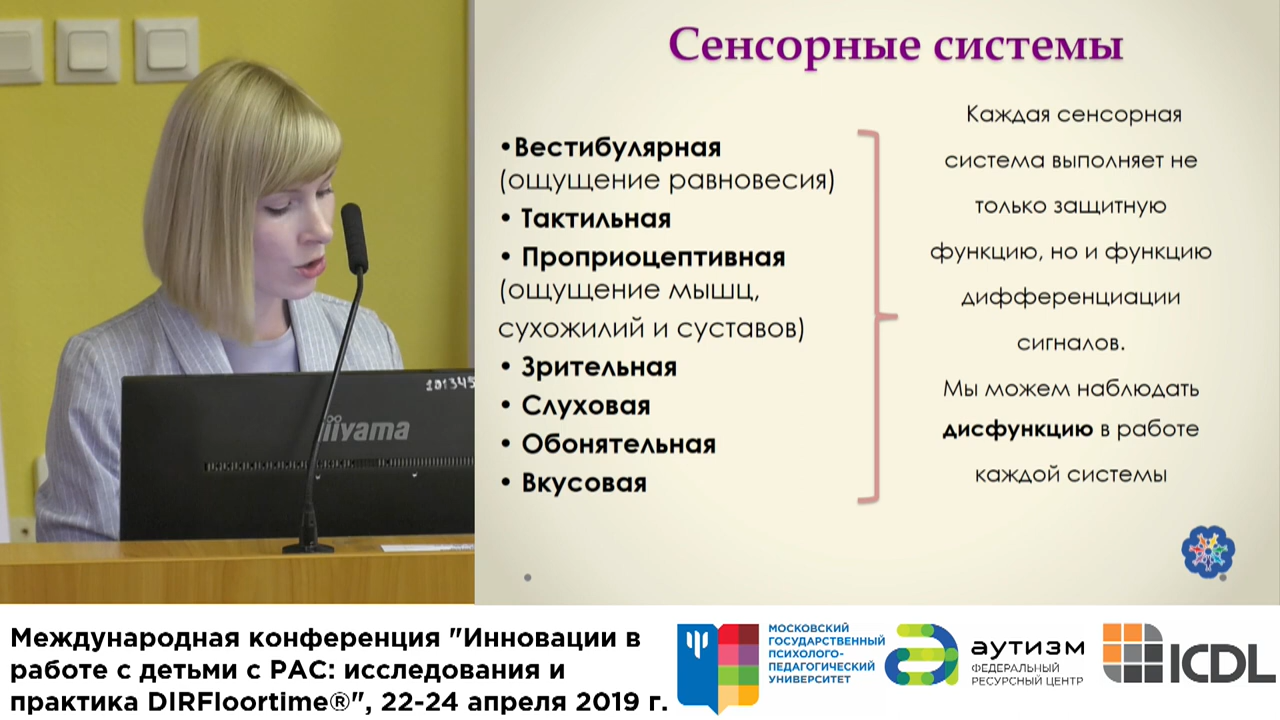 Сенсорные системы
•Вестибулярная
(ощущение равновесия)
• Тактильная
• Проприоцептивная
(ощущение мышц,
сухожилий и суставов)
• Зрительная
• Слуховая
• Обонятельная
• Вкусовая
Каждая сенсорная
система выполняет не
только защитную
функцию, но и функцию
дифференциации
сигналов.
Мы можем наблюдать
дисфункцию в работе
каждой системы
101345
iiyama
Международная конференция "Инновации в
работе с детьми с РАС: исследования и
практика DIRFloortime®", 22-24 апреля 2019 г.
МОСКОВСКИЙ
ГОСУДАРСТВЕННЫЙ
ПСИХОЛОГО-
ПЕДАГОГИЧЕСКИЙ
УНИВЕРСИТЕТ
аутизм
ФЕДЕРАЛЬНЫЙ
РЕСУРСНЫЙ ЦЕНТР
ICDL